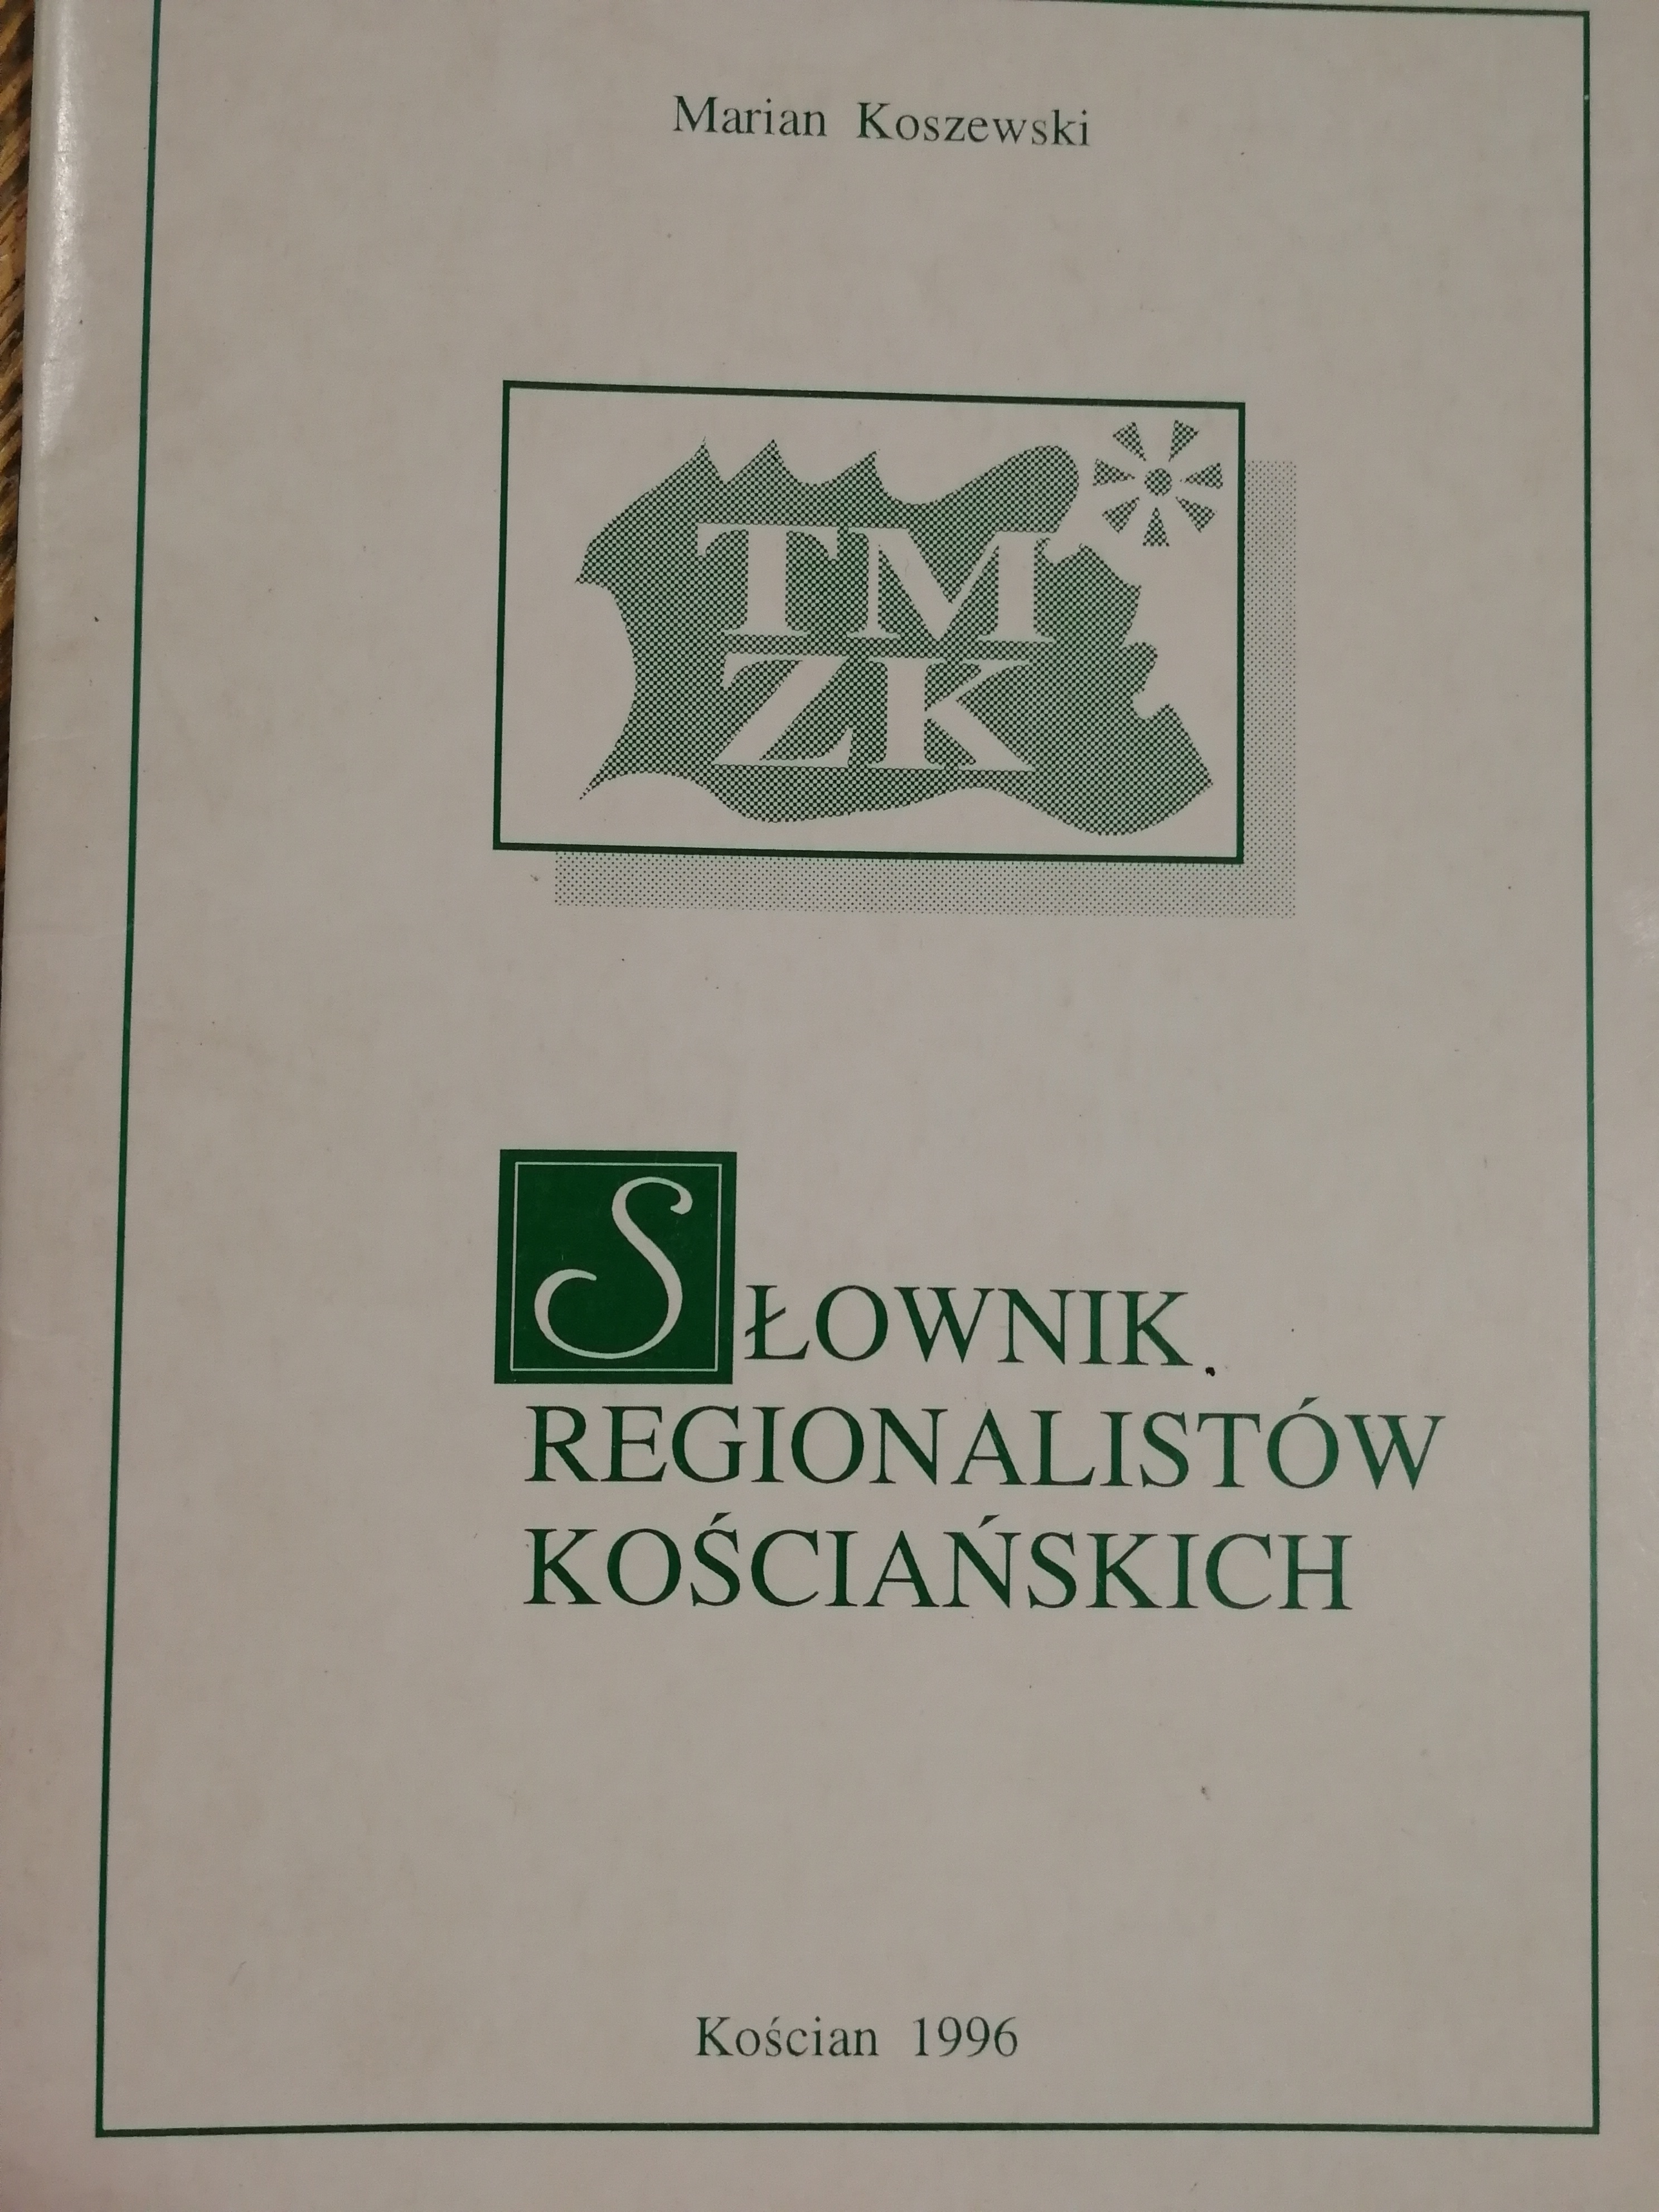 Marian Koszewski
TM
ZK
SŁOWNIK
REGIONALISTÓW
KOŚCIAŃSKICH
Kościan 1996